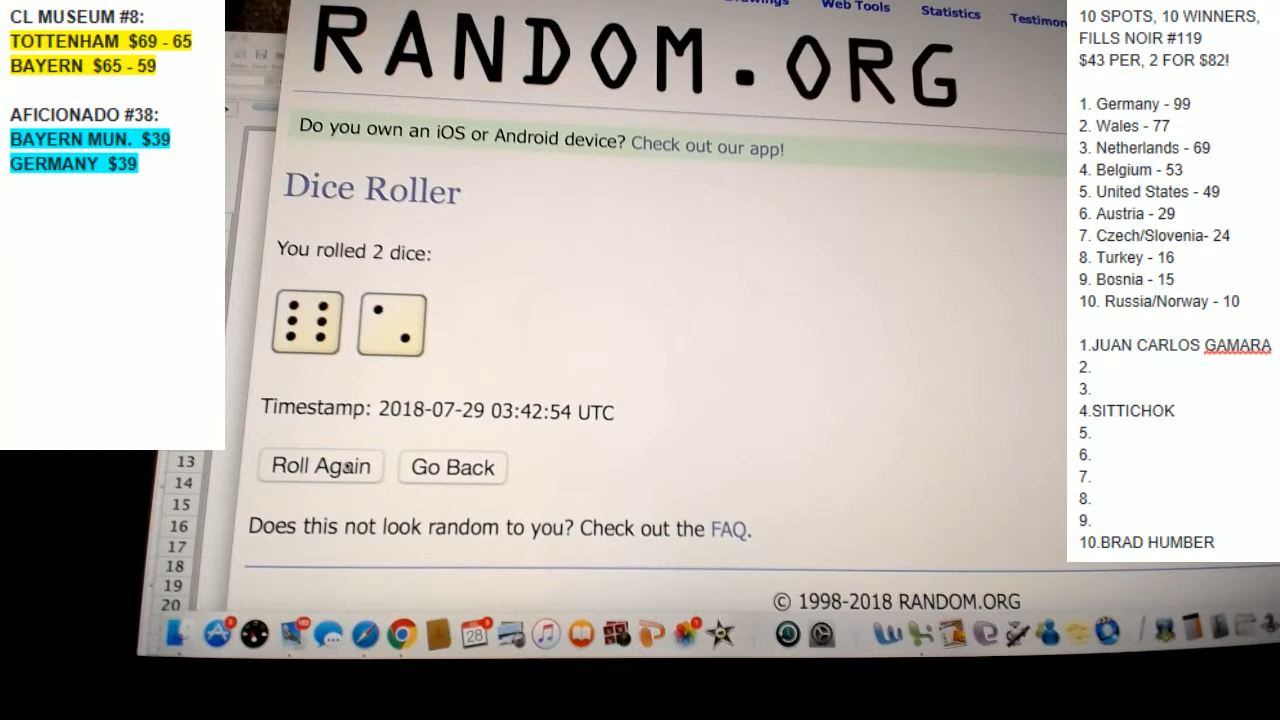 CL MUSEUM #8:
TOTTENHAM $69 - 65
BAYERN $65 - 59
AFICIONADO #38:
BAYERN MUN. $39
GERMANY $39
Web Tools
Statistics
RANDOM.ORG
Do you own an iOS or Android device? Check out our app!
Dice Roller
You rolled 2 dice:
Timestamp: 2018-07-29 03:42:54 UTC
Roll Again
Go Back
Does this not look random to you? Check out the FAQ.
© 1998-2018 RANDOM.ORG
13
14
15
16
17
18
19
20
28
10 SPOTS, 10 WINNERS,
FILLS NOIR #119
$43 PER, 2 FOR $82!
1. Germany - 99
2. Wales - 77
3. Netherlands - 69
4. Belgium - 53
5. United States - 49
6. Austria - 29
7. Czech/Slovenia- 24
8. Turkey - 16
9. Bosnia - 15
10. Russia/Norway - 10
1.JUAN CARLOS GAMARA
2.
3.
4.SITTICHOK
5.
6.
7.
8.
9.
10.BRAD HUMBER